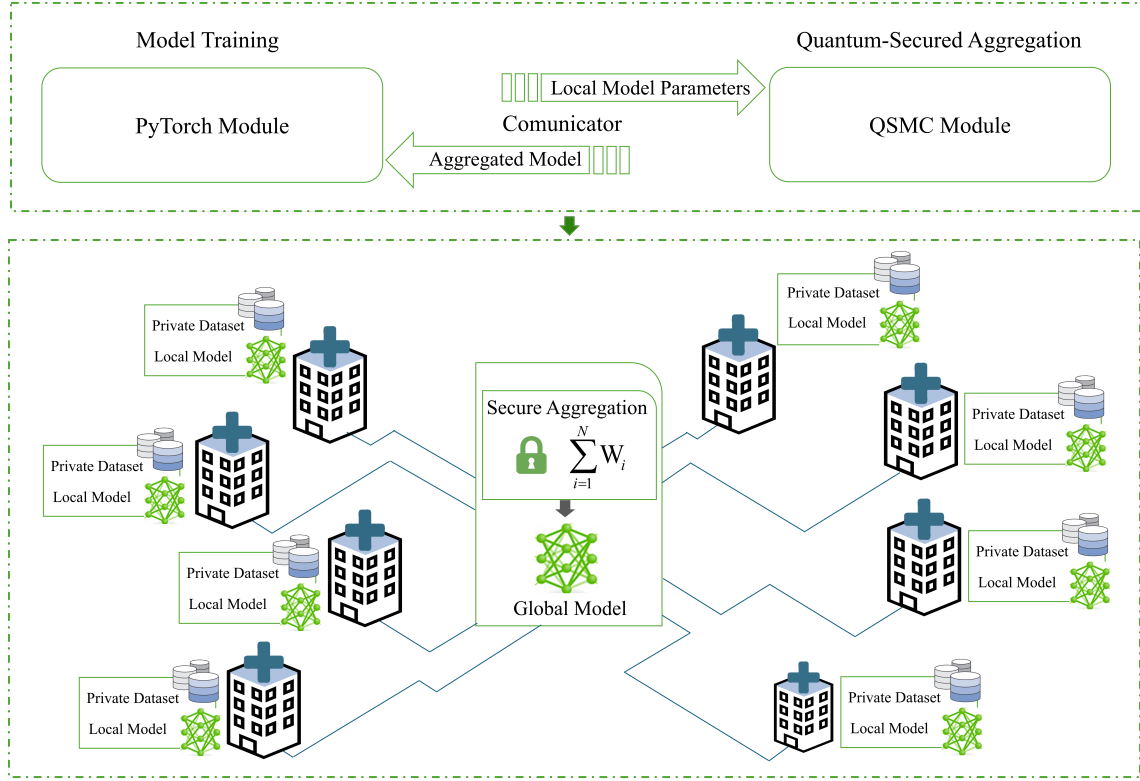 Model Training
Quantum-Secured Aggregation
PyTorch Module
Local Model Parameters
Comunicator
Aggregated Model
QSMC Module
Private Dataset
Local Model
Private Dataset
Local Model
Private Dataset
Local Model
Private Dataset
Local Model
Secure Aggregation
N
∑ W_i
i=1
Global Model
Private Dataset
Local Model
Private Dataset
Local Model
Private Dataset
Local Model
Private Dataset
Local Model